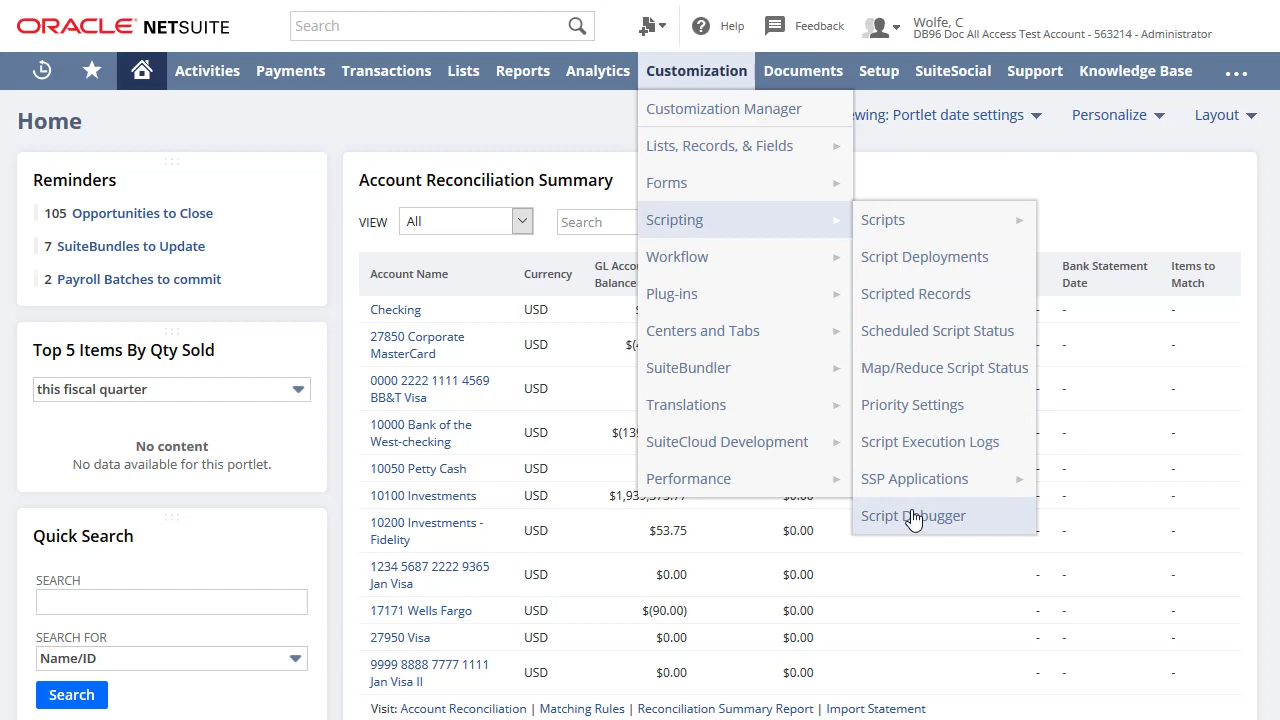 ORACLE NETSUITE
Search
Help
Feedback
Wolfe, C
DB96 Doc All Access Test Account - 563214 - Administrator
Activities Payments Transactions Lists Reports Analytics Customization Documents Setup SuiteSocial Support Knowledge Base
Home
wing: Portlet date settings
Personalize
Layout
Customization Manager
Lists, Records, & Fields
Forms
Scripting
Workflow
Plug-ins
Centers and Tabs
SuiteBundler
Translations
SuiteCloud Development
Performance
Scripts
Script Deployments
Scripted Records
Scheduled Script Status
Map/Reduce Script Status
Priority Settings
Script Execution Logs
SSP Applications
Script Debugger
Reminders
105 Opportunities to Close
7 SuiteBundles to Update
2 Payroll Batches to commit
Top 5 Items By Qty Sold
this fiscal quarter
No content
No data available for this portlet.
Quick Search
SEARCH
SEARCH FOR
Name/ID
Search
Account Reconciliation Summary
VIEW All Search
Account Name Currency GL Accou Bank Statement Items to
Balance Date Match
Checking USD - - -
27850 Corporate
MasterCard USD $( - - -
0000 2222 1111 4569
BB&T Visa USD - - -
10000 Bank of the
West-checking USD $(139 - - -
10050 Petty Cash USD - - -
10100 Investments USD $0.00 - -
10200 Investments -
Fidelity USD $53.75 $0.00 - -
1234 5687 2222 9365
Jan Visa USD $0.00 $0.00 - - -
17171 Wells Fargo USD $(90.00) $0.00 - - -
27950 Visa USD $0.00 $0.00 - - -
9999 8888 7777 1111
Jan Visa II USD $0.00 $0.00 - - -
Visit: Account Reconciliation | Matching Rules | Reconciliation Summary Report | Import Statement